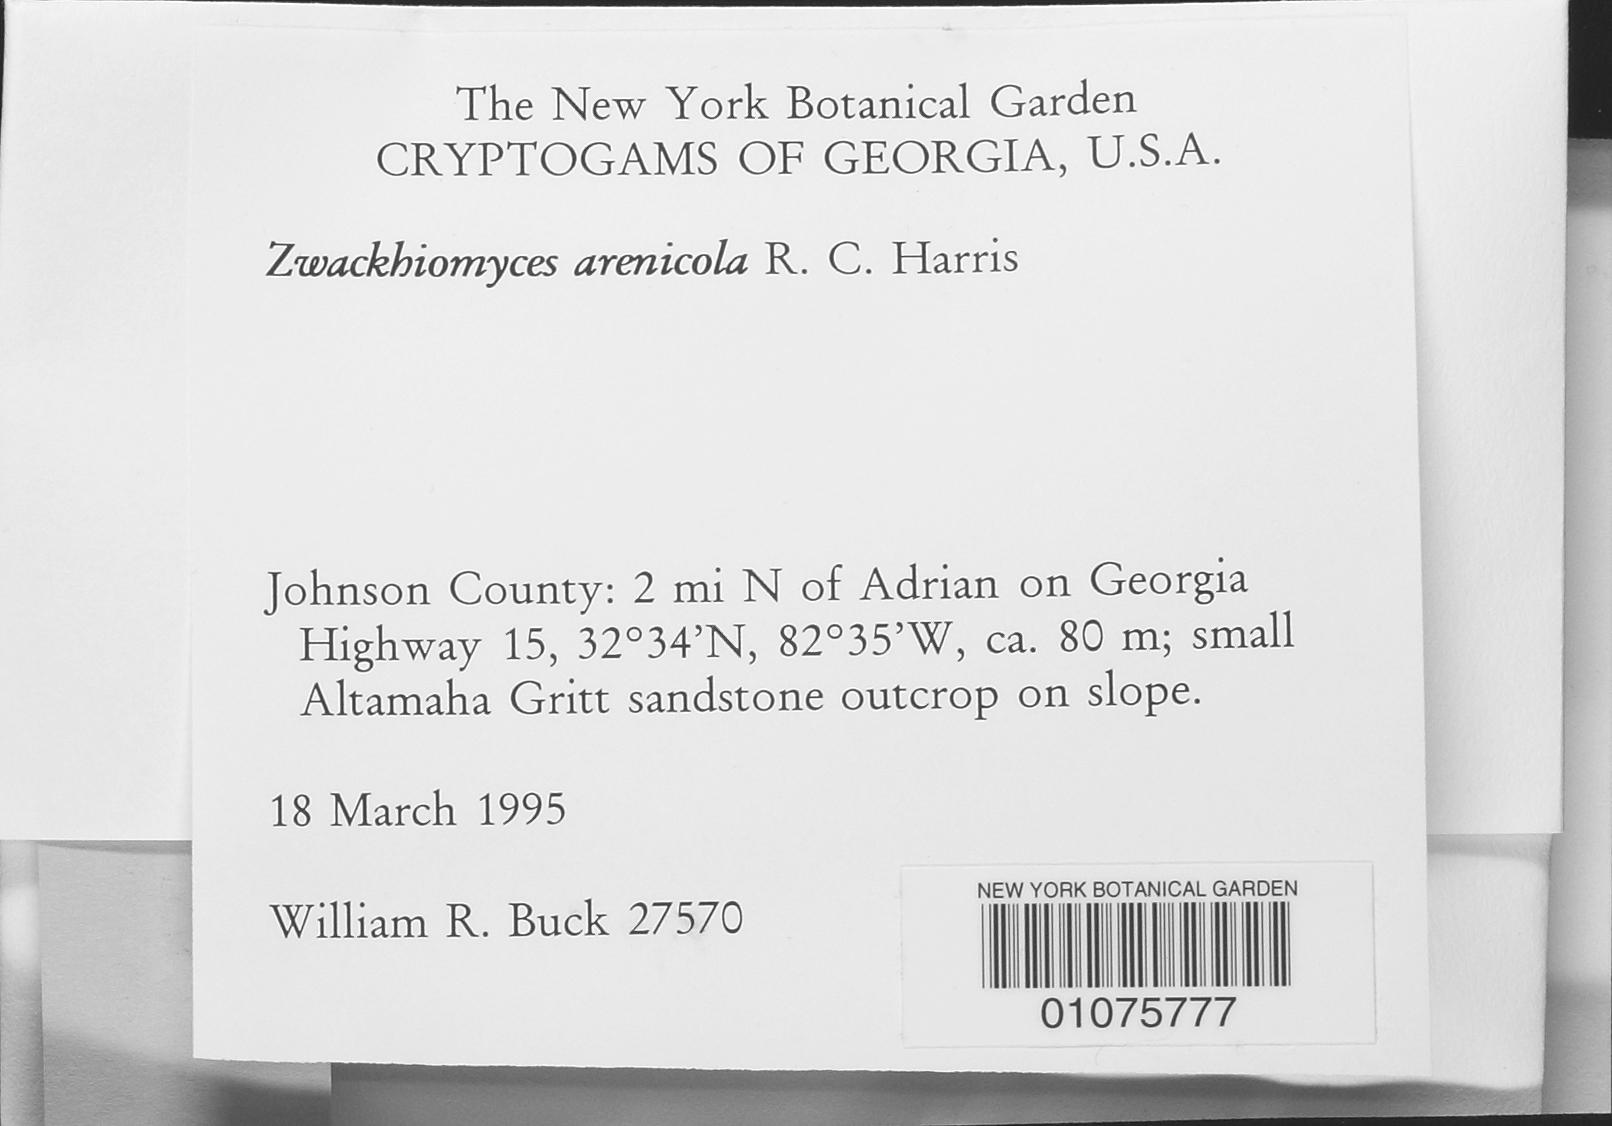 The New York Botanical Garden
CRYPTOGAMS OF GEORGIA, U.S.A.
Zwackhiomyces arenicola R. C. Harris
Johnson County: 2 mi N of Adrian on Georgia
Highway 15, 32°34’N, 82°35’W, ca. 80 m; small
Altamaha Gritt sandstone outcrop on slope.
18 March 1995
William R. Buck 27570
NEW YORK BOTANICAL GARDEN
01075777